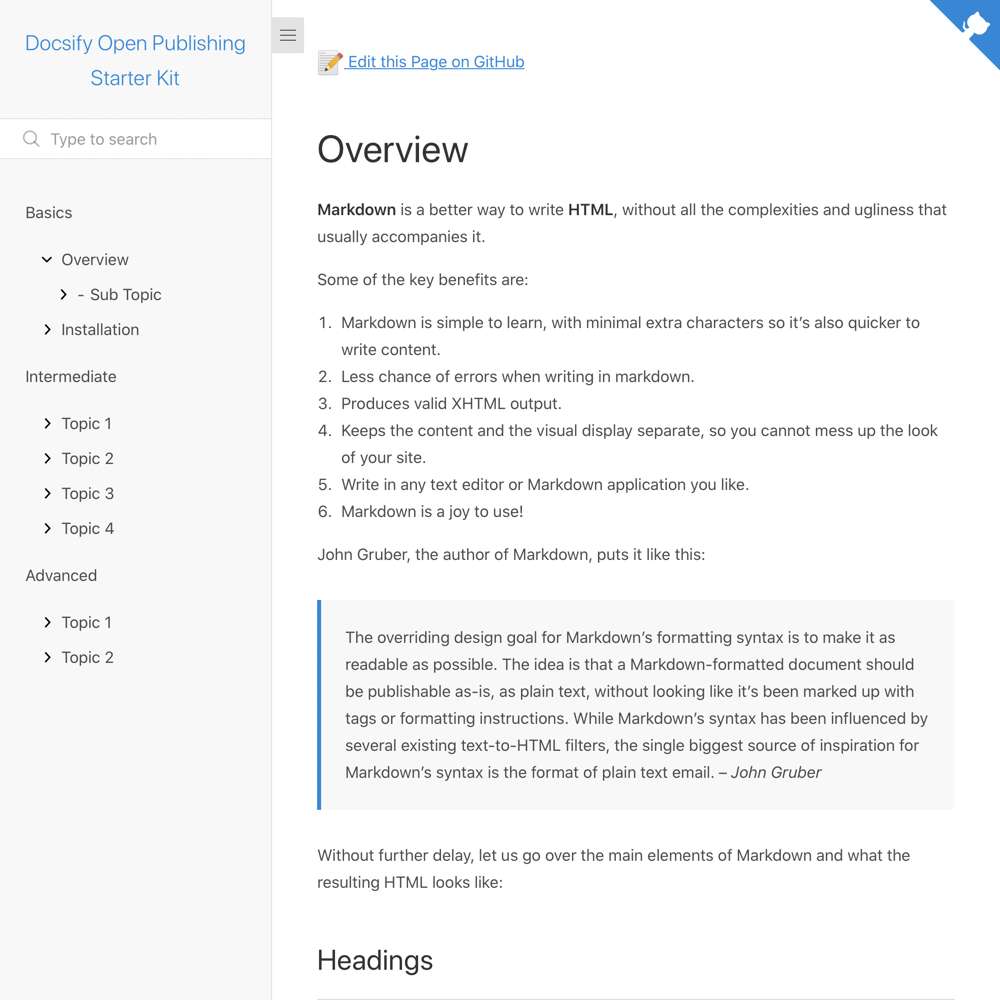 Docsify Open Publishing
Starter Kit
Type to search
Basics
Overview
- Sub Topic
Installation
Intermediate
Topic 1
Topic 2
Topic 3
Topic 4
Advanced
Topic 1
Topic 2
Edit this Page on GitHub
Overview
Markdown is a better way to write HTML, without all the complexities and ugliness that
usually accompanies it.
Some of the key benefits are:
1. Markdown is simple to learn, with minimal extra characters so it’s also quicker to
write content.
2. Less chance of errors when writing in markdown.
3. Produces valid XHTML output.
4. Keeps the content and the visual display separate, so you cannot mess up the look
of your site.
5. Write in any text editor or Markdown application you like.
6. Markdown is a joy to use!
John Gruber, the author of Markdown, puts it like this:
The overriding design goal for Markdown’s formatting syntax is to make it as
readable as possible. The idea is that a Markdown-formatted document should
be publishable as-is, as plain text, without looking like it’s been marked up with
tags or formatting instructions. While Markdown’s syntax has been influenced by
several existing text-to-HTML filters, the single biggest source of inspiration for
Markdown’s syntax is the format of plain text email. – John Gruber
Without further delay, let us go over the main elements of Markdown and what the
resulting HTML looks like:
Headings